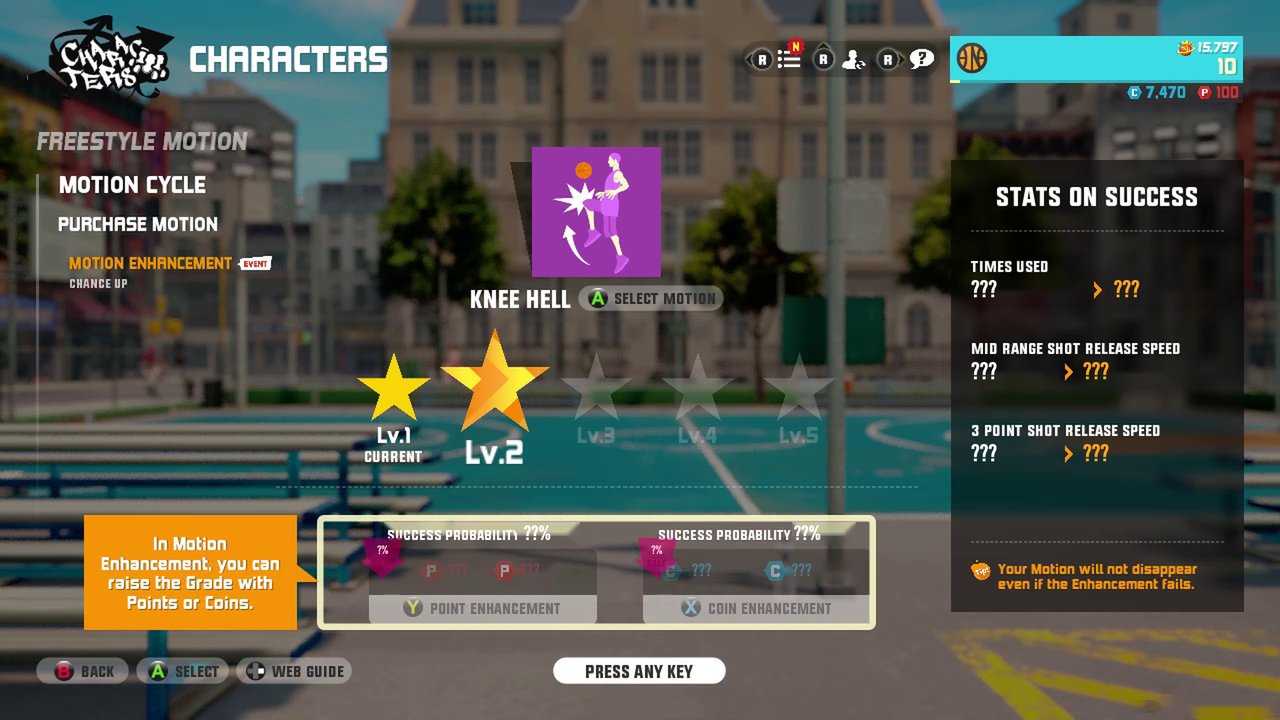 CHARAC
TERS!!!
CHARACTERS
R
N
R
R
15,797
10
C 7,470 P 100
FREESTYLE MOTION
MOTION CYCLE
PURCHASE MOTION
MOTION ENHANCEMENT EVENT
CHANCE UP
KNEE HELL A SELECT MOTION
Lv.1
CURRENT
Lv.2
Lv.3
Lv.4
Lv.5
STATS ON SUCCESS
TIMES USED
??? > ???
MID RANGE SHOT RELEASE SPEED
??? > ???
3 POINT SHOT RELEASE SPEED
??? > ???
TIPS Your Motion will not disappear
even if the Enhancement fails.
In Motion
Enhancement, you can
raise the Grade with
Points or Coins.
SUCCESS PROBABILITY ??%
?%
P ??? P ???
Y POINT ENHANCEMENT
SUCCESS PROBABILITY ??%
?%
C ??? C ???
X COIN ENHANCEMENT
B BACK A SELECT WEB GUIDE
PRESS ANY KEY